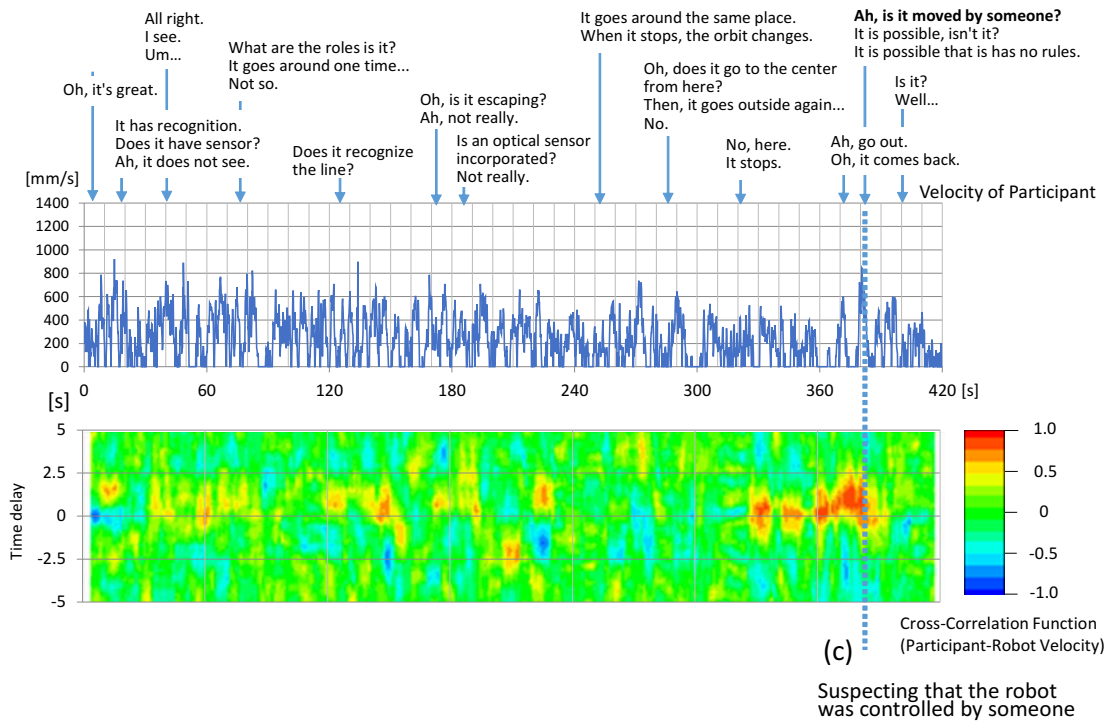 All right.
I see.
Um…
Oh, it's great.
It has recognition.
Does it have sensor?
Ah, it does not see.
What are the roles is it?
It goes around one time...
Not so.
Does it recognize
the line?
Oh, is it escaping?
Ah, not really.
Is an optical sensor
incorporated?
Not really.
It goes around the same place.
When it stops, the orbit changes.
Oh, does it go to the center
from here?
Then, it goes outside again...
No.
No, here.
It stops.
Ah, is it moved by someone?
It is possible, isn't it?
It is possible that is has no rules.
Ah, go out.
Oh, it comes back.
Is it?
Well…
[mm/s]
Velocity of Participant
1400
1200
1000
800
600
400
200
0
0 60 120 180 240 300 360 420 [s]
[s]
Time delay
5
2.5
0
-2.5
-5
1.0
0.5
0
-0.5
-1.0
Cross-Correlation Function
(Participant-Robot Velocity)
(c)
Suspecting that the robot
was controlled by someone